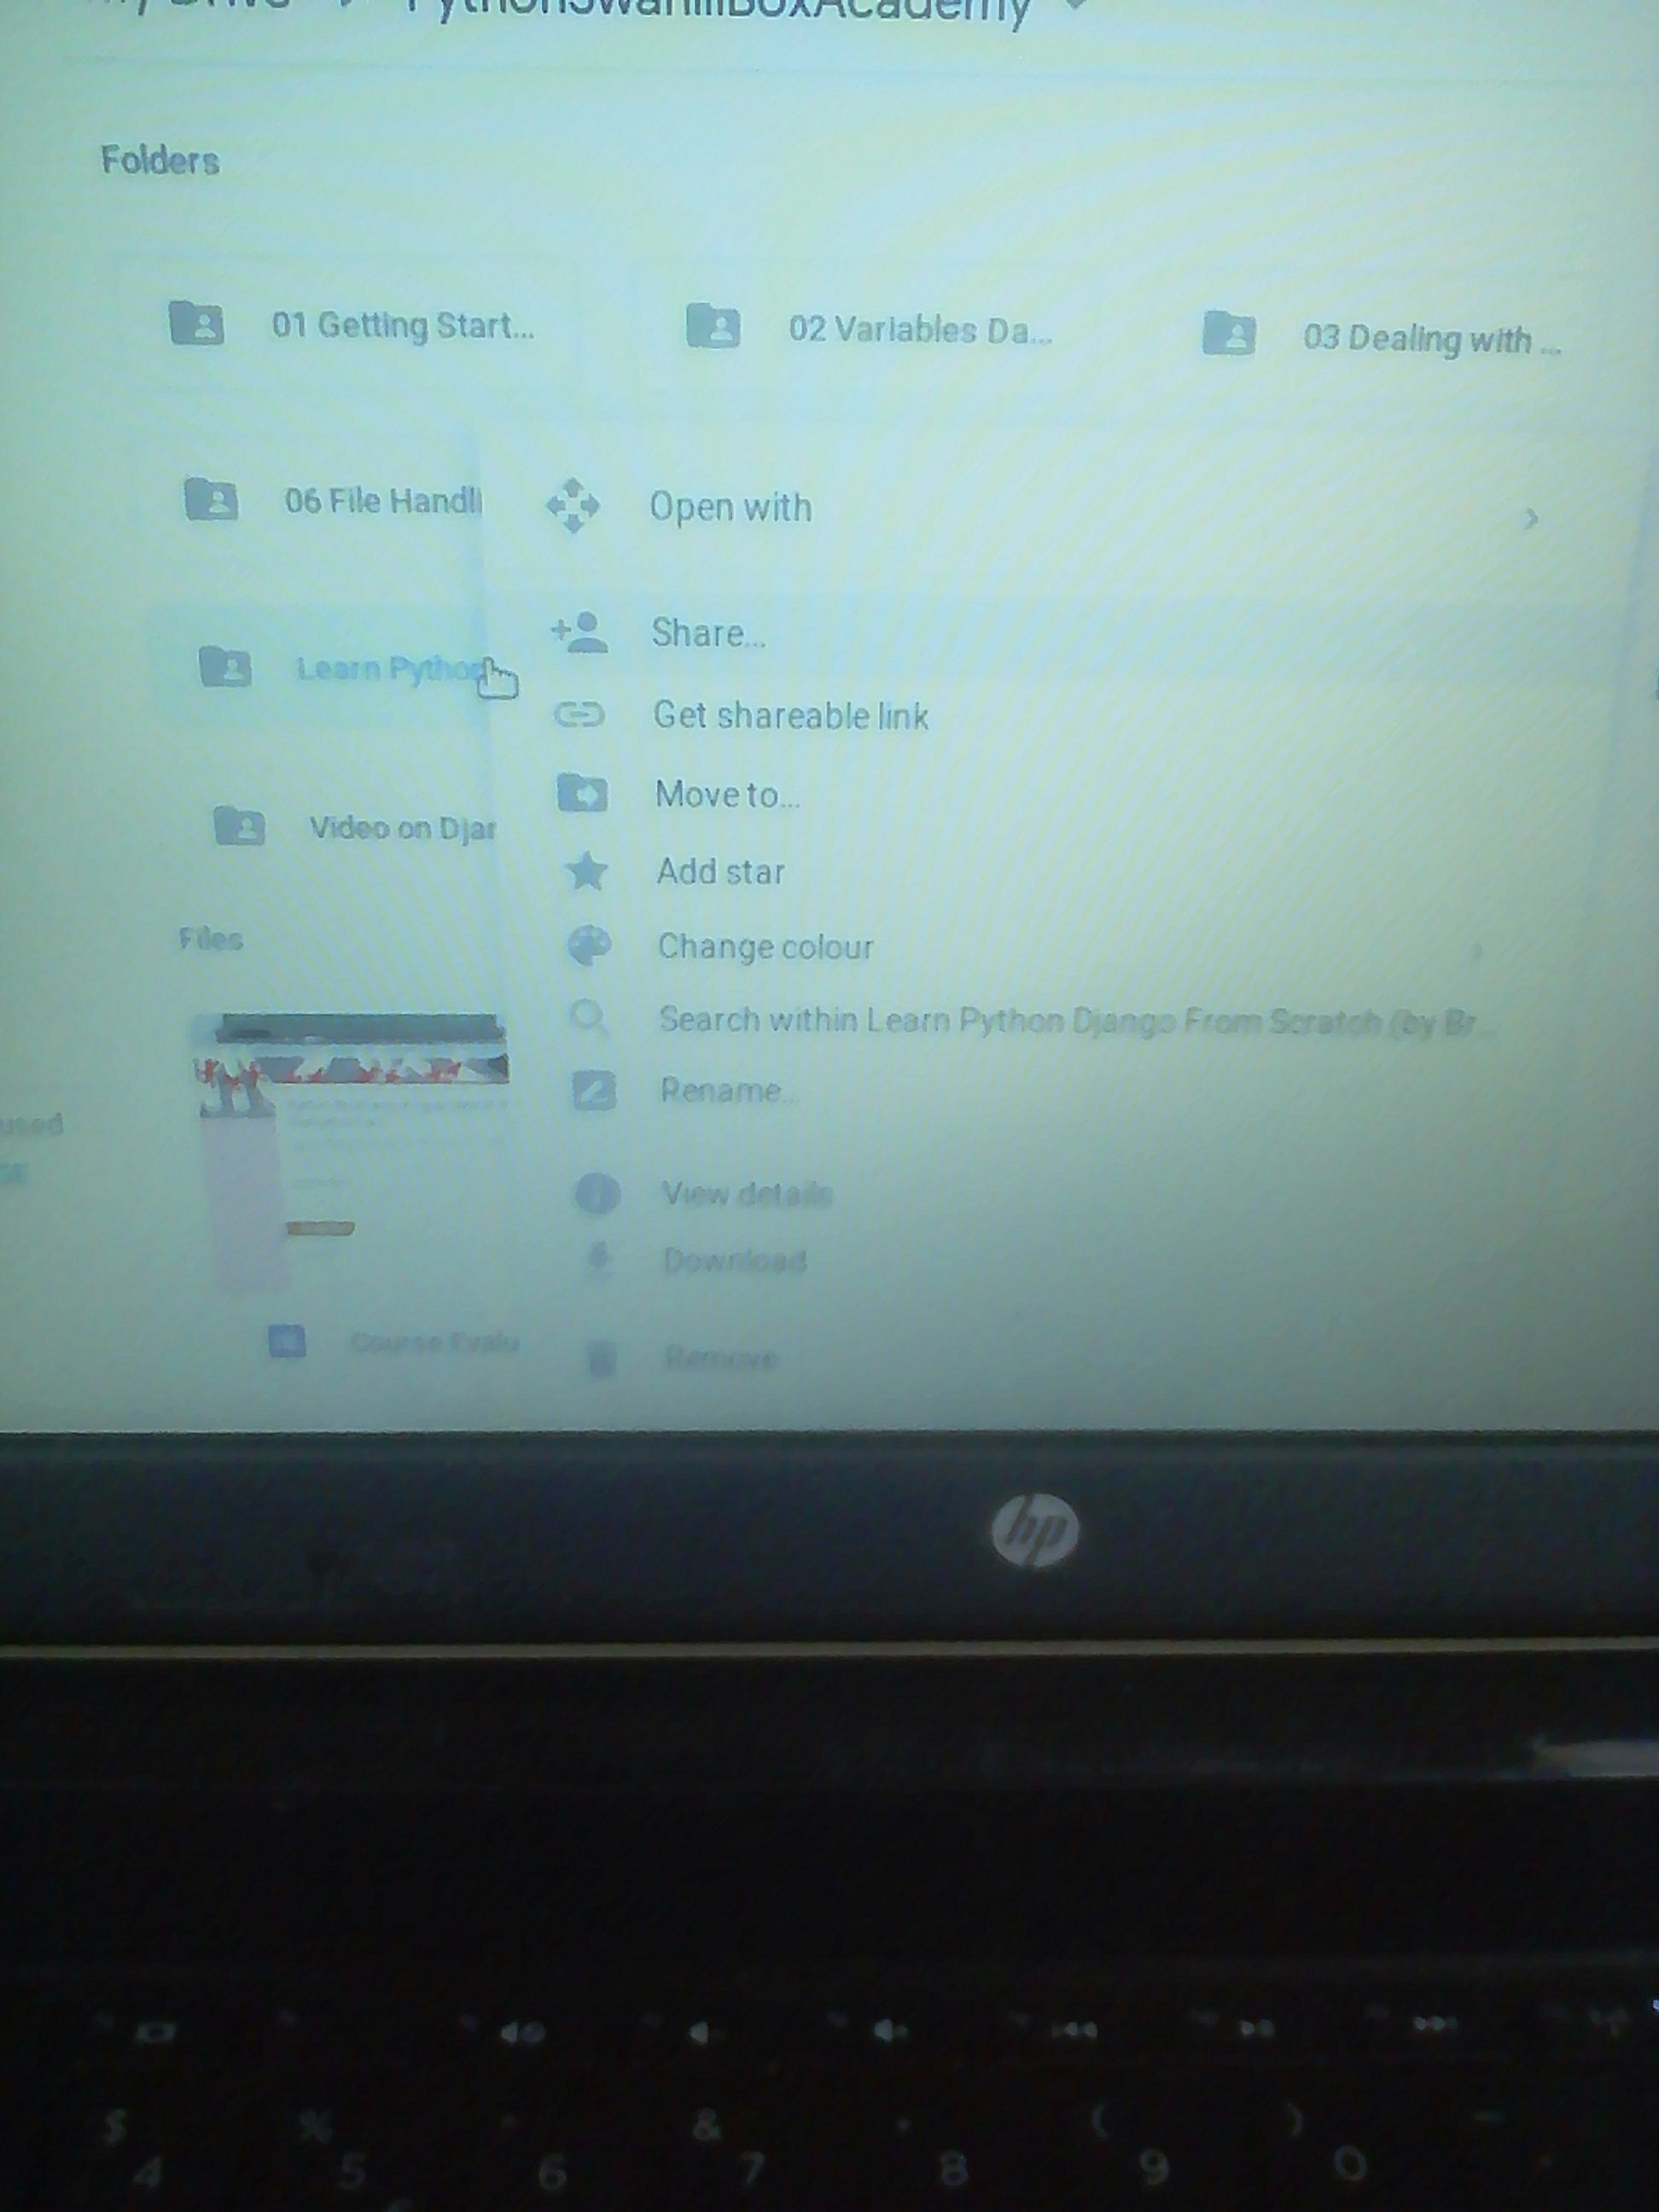 My Drive > PythonSwahiliBoxAcademy
Folders
01 Getting Start...
02 Variables Da...
03 Dealing with ...
06 File Handli
Open with
Share...
Learn Python
Get shareable link
Move to...
Video on Djan
Add star
Files
Change colour
Search within Learn Python Django From Scratch (by Br...
Rename...
used
View details
Download
Course Evalu
Remove
hp
$ % & ( )
4 5 6 7 8 9 0